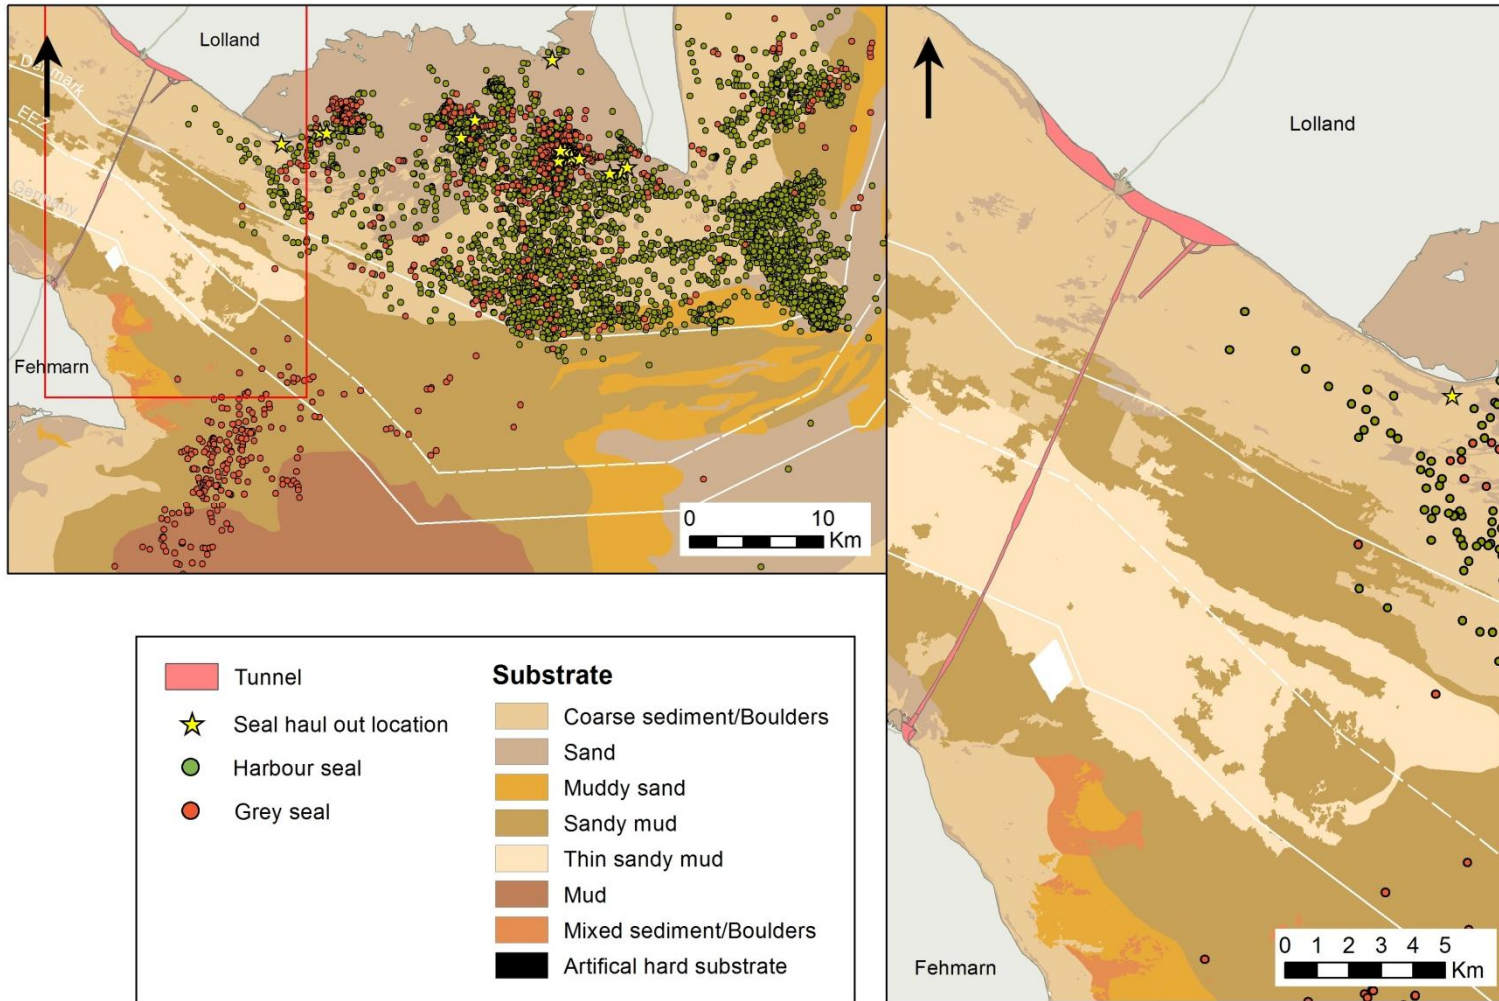 Lolland
Denmark
EEZ
Germany
Fehmarn
0 10
Km
Lolland
Fehmarn
0 1 2 3 4 5
Km
Tunnel
Seal haul out location
Harbour seal
Grey seal
Substrate
Coarse sediment/Boulders
Sand
Muddy sand
Sandy mud
Thin sandy mud
Mud
Mixed sediment/Boulders
Artifical hard substrate